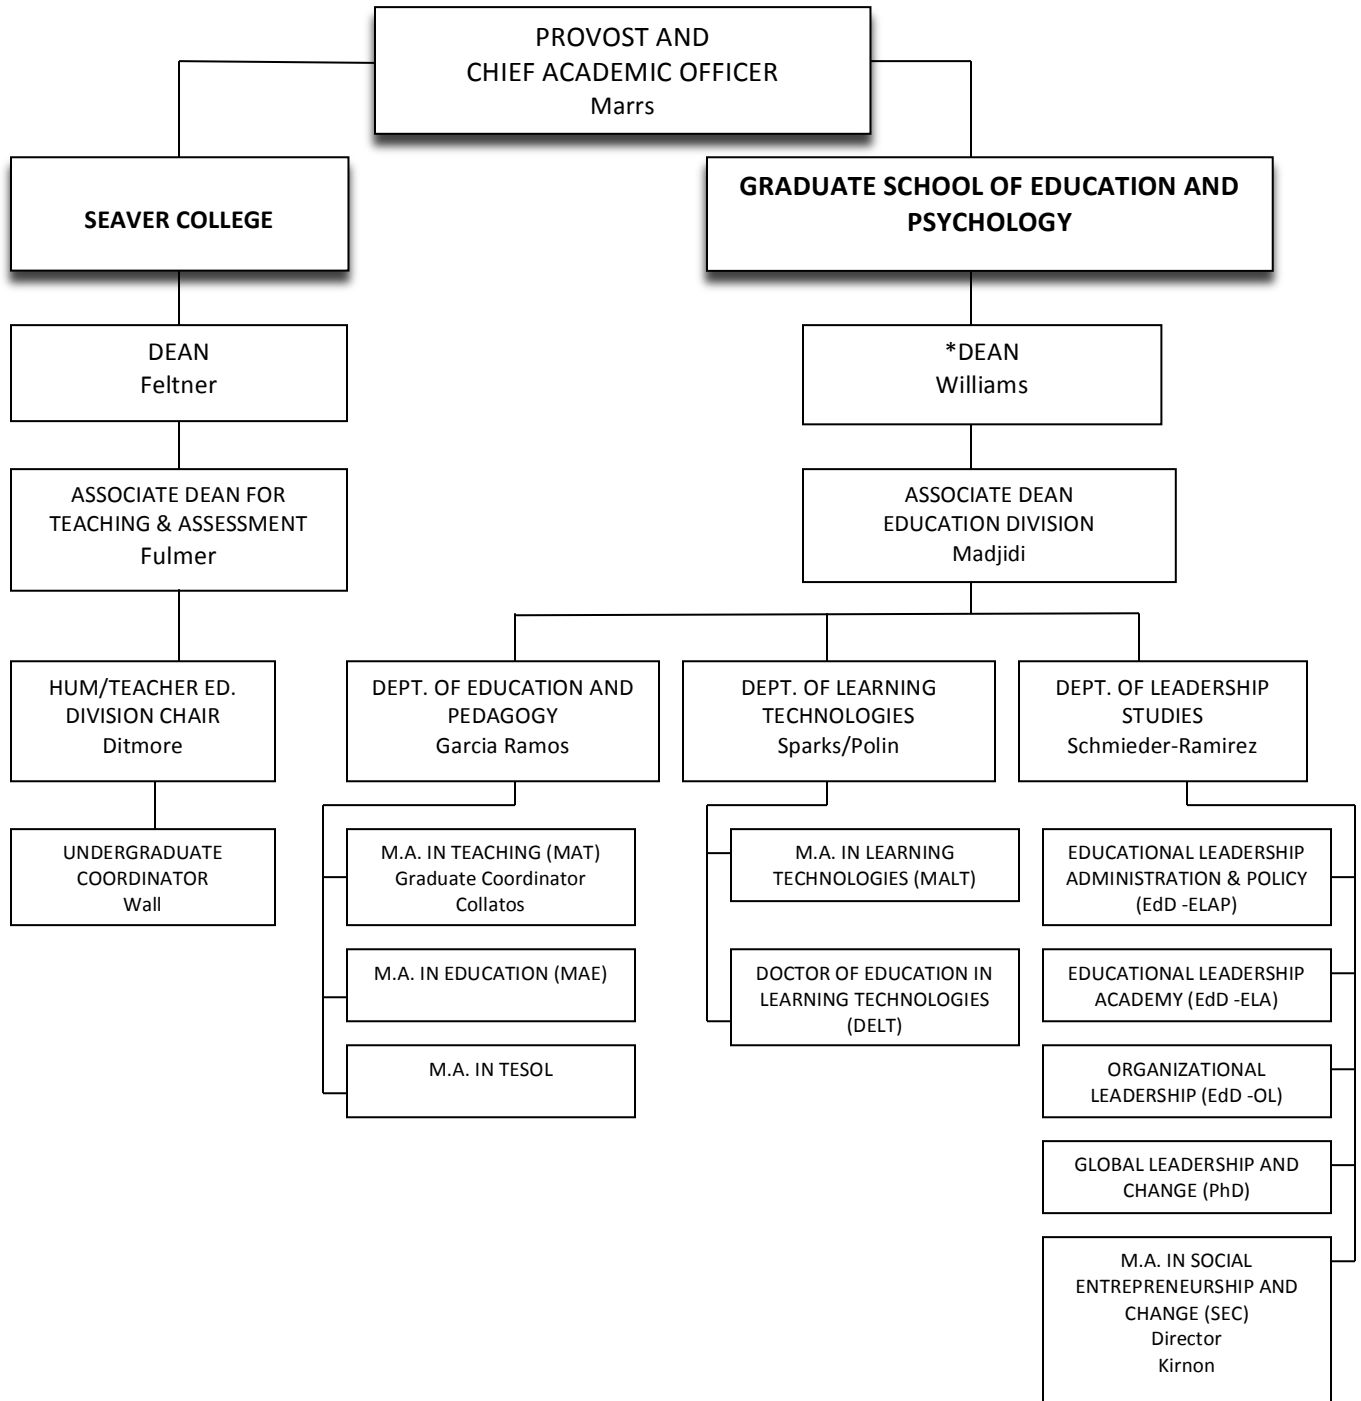 PROVOST AND
CHIEF ACADEMIC OFFICER
Marrs
SEAVER COLLEGE
GRADUATE SCHOOL OF EDUCATION AND
PSYCHOLOGY
DEAN
Feltner
*DEAN
Williams
ASSOCIATE DEAN FOR
TEACHING & ASSESSMENT
Fulmer
ASSOCIATE DEAN
EDUCATION DIVISION
Madjidi
HUM/TEACHER ED.
DIVISION CHAIR
Ditmore
DEPT. OF EDUCATION AND
PEDAGOGY
Garcia Ramos
DEPT. OF LEARNING
TECHNOLOGIES
Sparks/Polin
DEPT. OF LEADERSHIP
STUDIES
Schmieder-Ramirez
UNDERGRADUATE
COORDINATOR
Wall
M.A. IN TEACHING (MAT)
Graduate Coordinator
Collatos
M.A. IN EDUCATION (MAE)
M.A. IN TESOL
M.A. IN LEARNING
TECHNOLOGIES (MALT)
DOCTOR OF EDUCATION IN
LEARNING TECHNOLOGIES
(DELT)
EDUCATIONAL LEADERSHIP
ADMINISTRATION & POLICY
(EdD -ELAP)
EDUCATIONAL LEADERSHIP
ACADEMY (EdD -ELA)
ORGANIZATIONAL
LEADERSHIP (EdD -OL)
GLOBAL LEADERSHIP AND
CHANGE (PhD)
M.A. IN SOCIAL
ENTREPRENEURSHIP AND
CHANGE (SEC)
Director
Kirnon